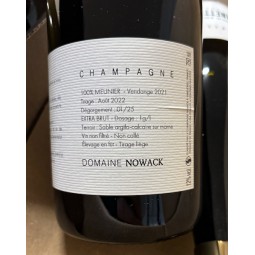 CHAMPAGNE
100% MEUNIER - Vendange 2021
Tirage : Août 2022
Dégorgement : 01/25
EXTRA BRUT - Dosage : 1g/l
Terroir : Sable argilo-calcaire sur marne
Vin non filtré - Non collé
Élevage en fût - Tirage liège
DOMAINE NOWACK